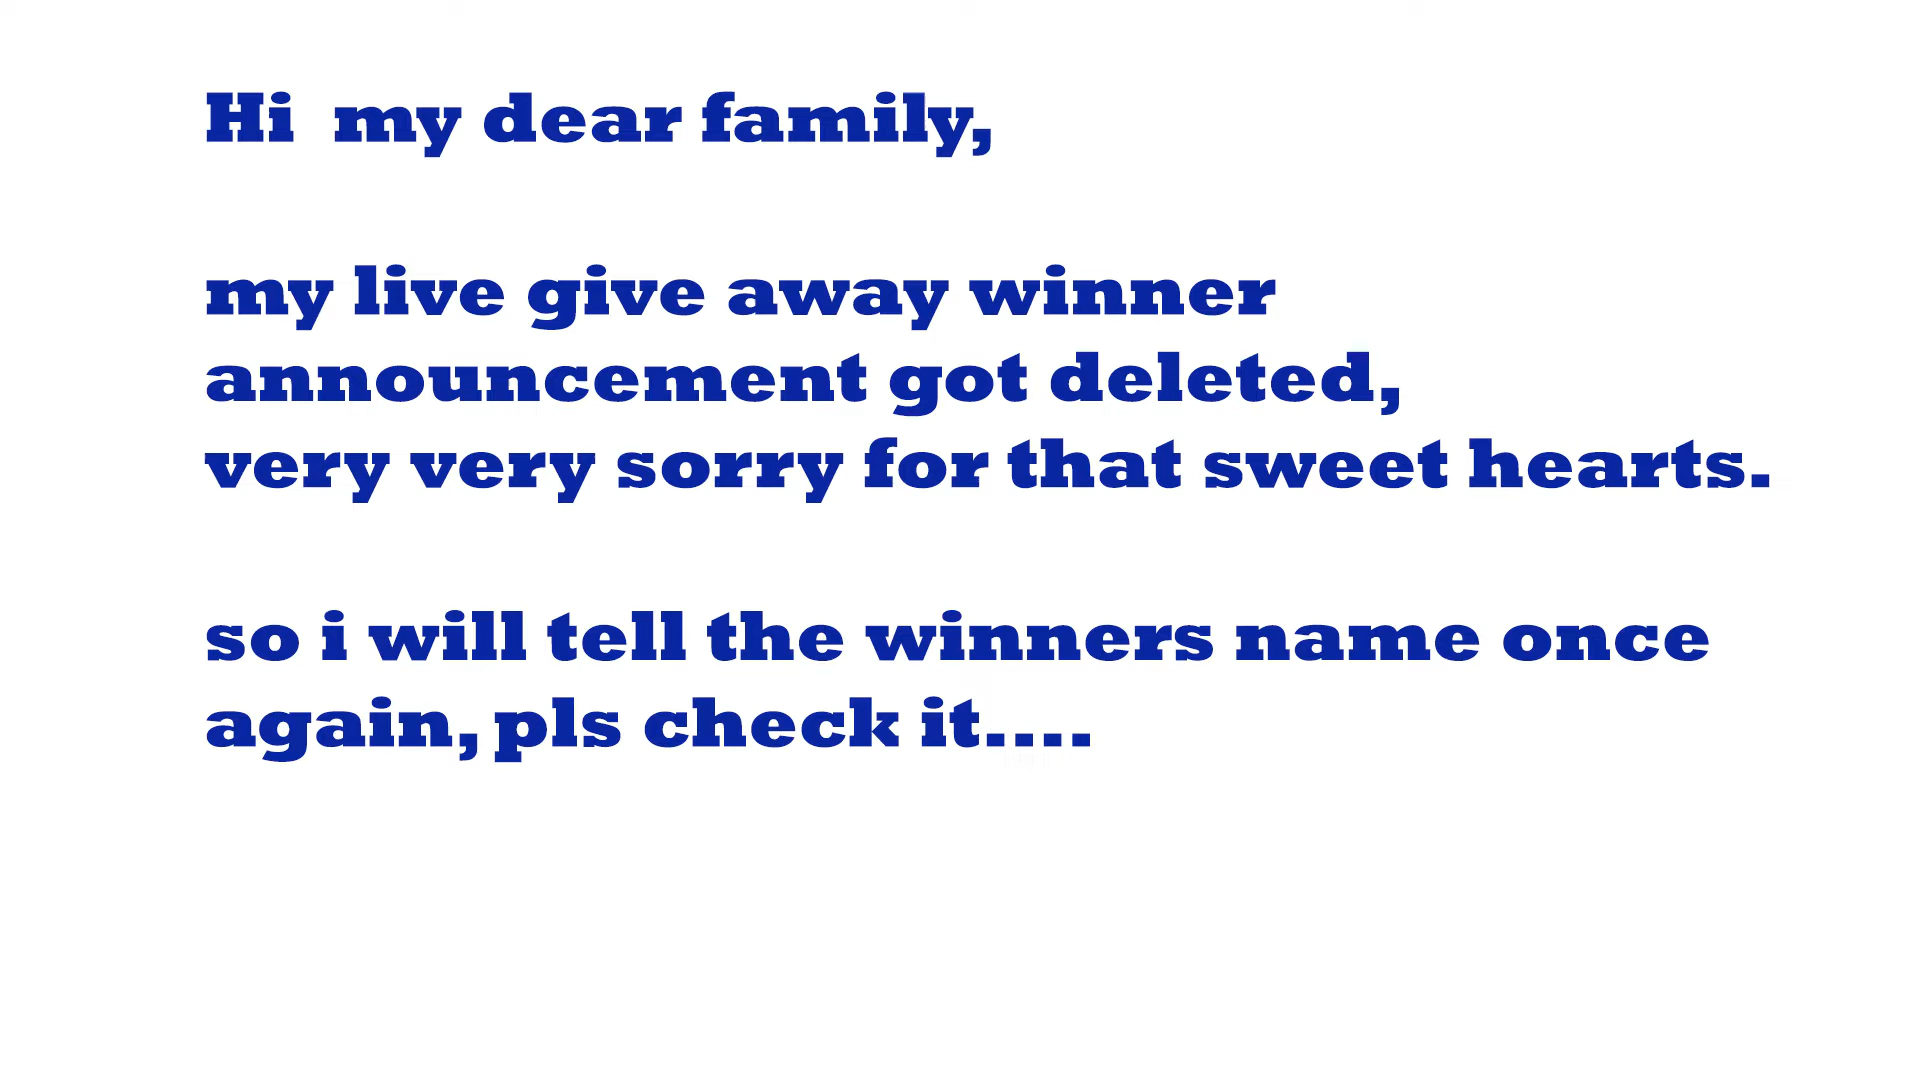 Hi  my dear family,
my live give away winner
announcement got deleted,
very very sorry for that sweet hearts.
so i will tell the winners name once
again, pls check it....